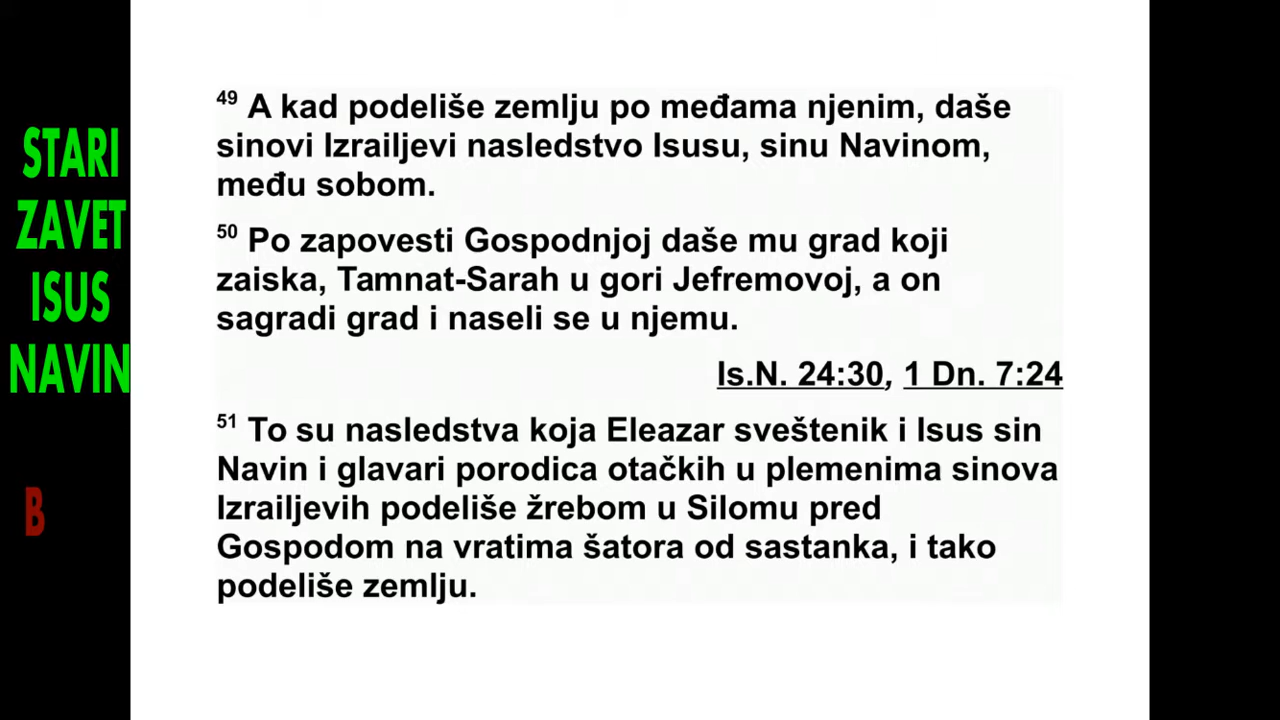 STARI
ZAVET
ISUS
NAVIN
B
49 A kad podeliše zemlju po međama njenim, daše
sinovi Izrailjevi nasledstvo Isusu, sinu Navinom,
među sobom.
50 Po zapovesti Gospodnjoj daše mu grad koji
zaiska, Tamnat-Sarah u gori Jefremovoj, a on
sagradi grad i naseli se u njemu.
Is.N. 24:30, 1 Dn. 7:24
51 To su nasledstva koja Eleazar sveštenik i Isus sin
Navin i glavari porodica otačkih u plemenima sinova
Izrailjevih podeliše žrebom u Silomu pred
Gospodom na vratima šatora od sastanka, i tako
podeliše zemlju.